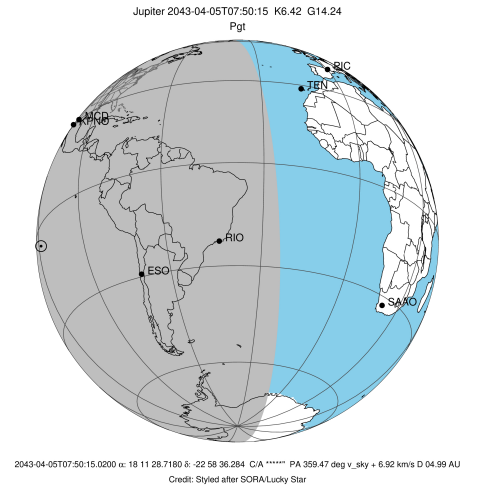 Jupiter 2043-04-05T07:50:15 K6.42 G14.24
Pgt
PIC
TEN
MCD
KPNO
RIO
ESO
SAAO
2043-04-05T07:50:15.0200 α: 18 11 28.7180 δ: -22 58 36.284 C/A *****" PA 359.47 deg v_sky + 6.92 km/s D 04.99 AU
Credit: Styled after SORA/Lucky Star